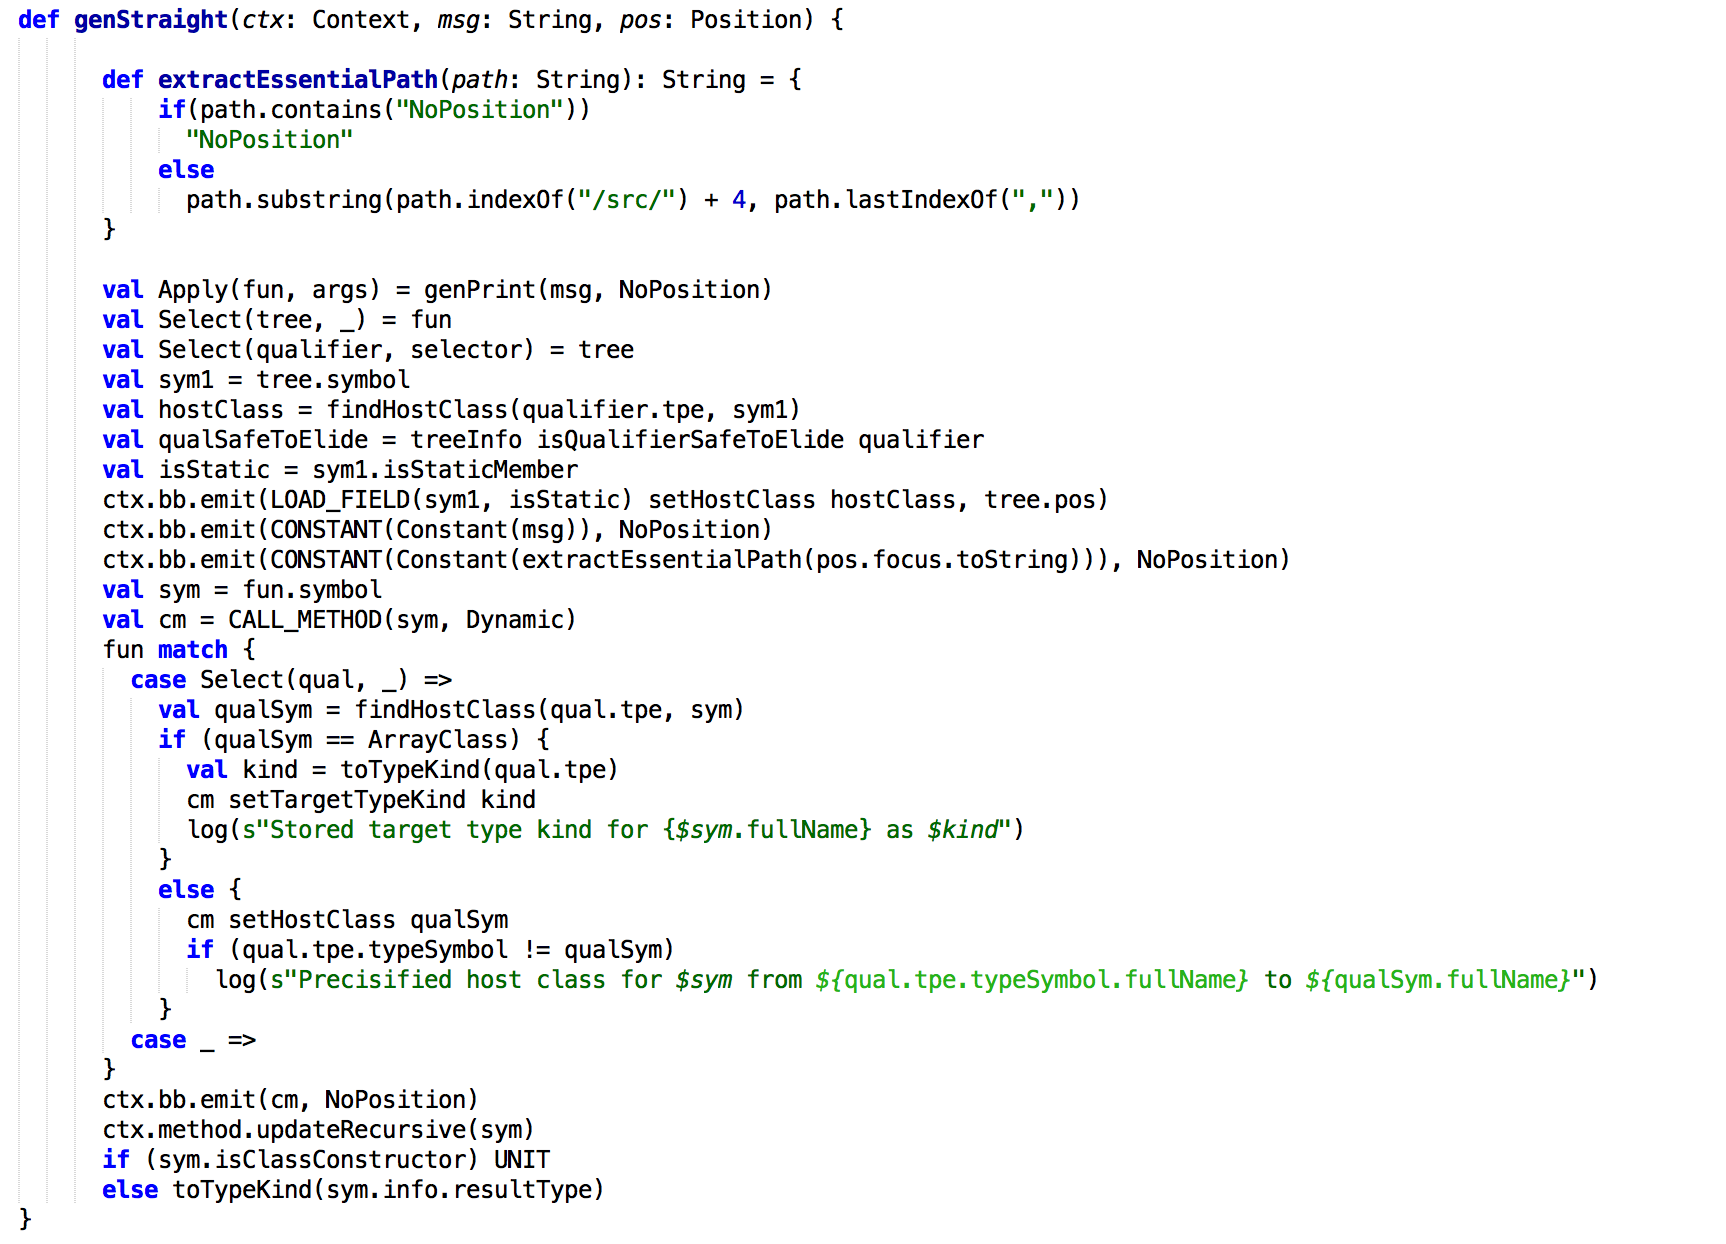 def genStraight(ctx: Context, msg: String, pos: Position) {
def extractEssentialPath(path: String): String = {
if(path.contains("NoPosition"))
"NoPosition"
else
path.substring(path.indexOf("/src/") + 4, path.lastIndexOf(","))
}
val Apply(fun, args) = genPrint(msg, NoPosition)
val Select(tree, _) = fun
val Select(qualifier, selector) = tree
val sym1 = tree.symbol
val hostClass = findHostClass(qualifier.tpe, sym1)
val qualSafeToElide = treeInfo isQualifierSafeToElide qualifier
val isStatic = sym1.isStaticMember
ctx.bb.emit(LOAD_FIELD(sym1, isStatic) setHostClass hostClass, tree.pos)
ctx.bb.emit(CONSTANT(Constant(msg)), NoPosition)
ctx.bb.emit(CONSTANT(Constant(extractEssentialPath(pos.focus.toString))), NoPosition)
val sym = fun.symbol
val cm = CALL_METHOD(sym, Dynamic)
fun match {
case Select(qual, _) =>
val qualSym = findHostClass(qual.tpe, sym)
if (qualSym == ArrayClass) {
val kind = toTypeKind(qual.tpe)
cm setTargetTypeKind kind
log(s"Stored target type kind for {$sym.fullName} as $kind")
}
else {
cm setHostClass qualSym
if (qual.tpe.typeSymbol != qualSym)
log(s"Precisified host class for $sym from ${qual.tpe.typeSymbol.fullName} to ${qualSym.fullName}")
}
case _ =>
}
ctx.bb.emit(cm, NoPosition)
ctx.method.updateRecursive(sym)
if (sym.isClassConstructor) UNIT
else toTypeKind(sym.info.resultType)
}